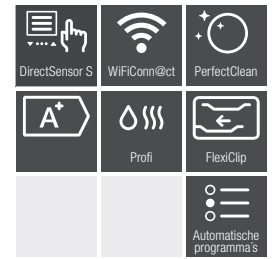 DirectSensor S
WiFiConn@ct
PerfectClean
A+
Profi
FlexiClip
Automatische
programma's